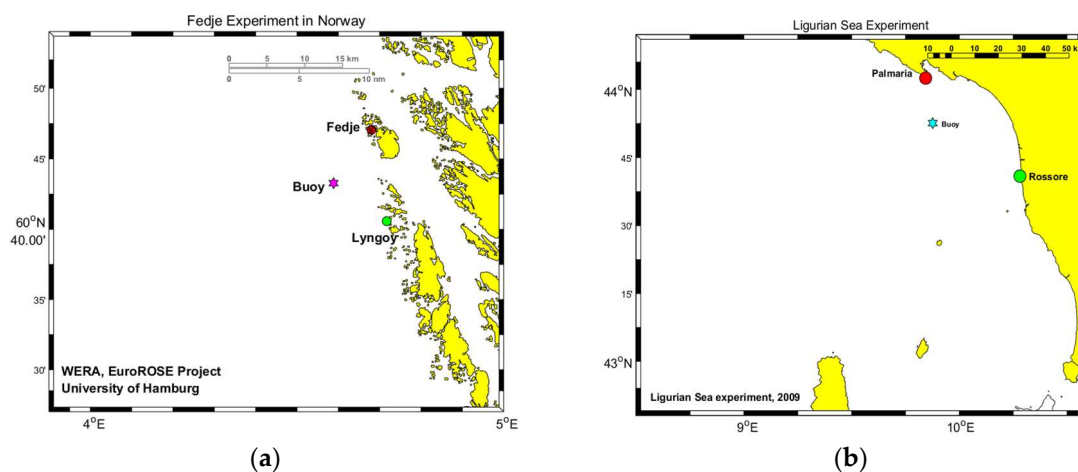 Fedje Experiment in Norway
0 5 10 15 km
0 5 10 nm
50'
Fedje
45'
Buoy
60°N
40.00'
Lyngoy
35'
30'
WERA, EuroROSE Project
University of Hamburg
4°E 5°E
(a)
Ligurian Sea Experiment
10 0 10 20 30 40 50 k
Palmaria
44°N
Buoy
45'
Rossore
30'
15'
43°N
Ligurian Sea experiment, 2009
9°E 10°E
(b)